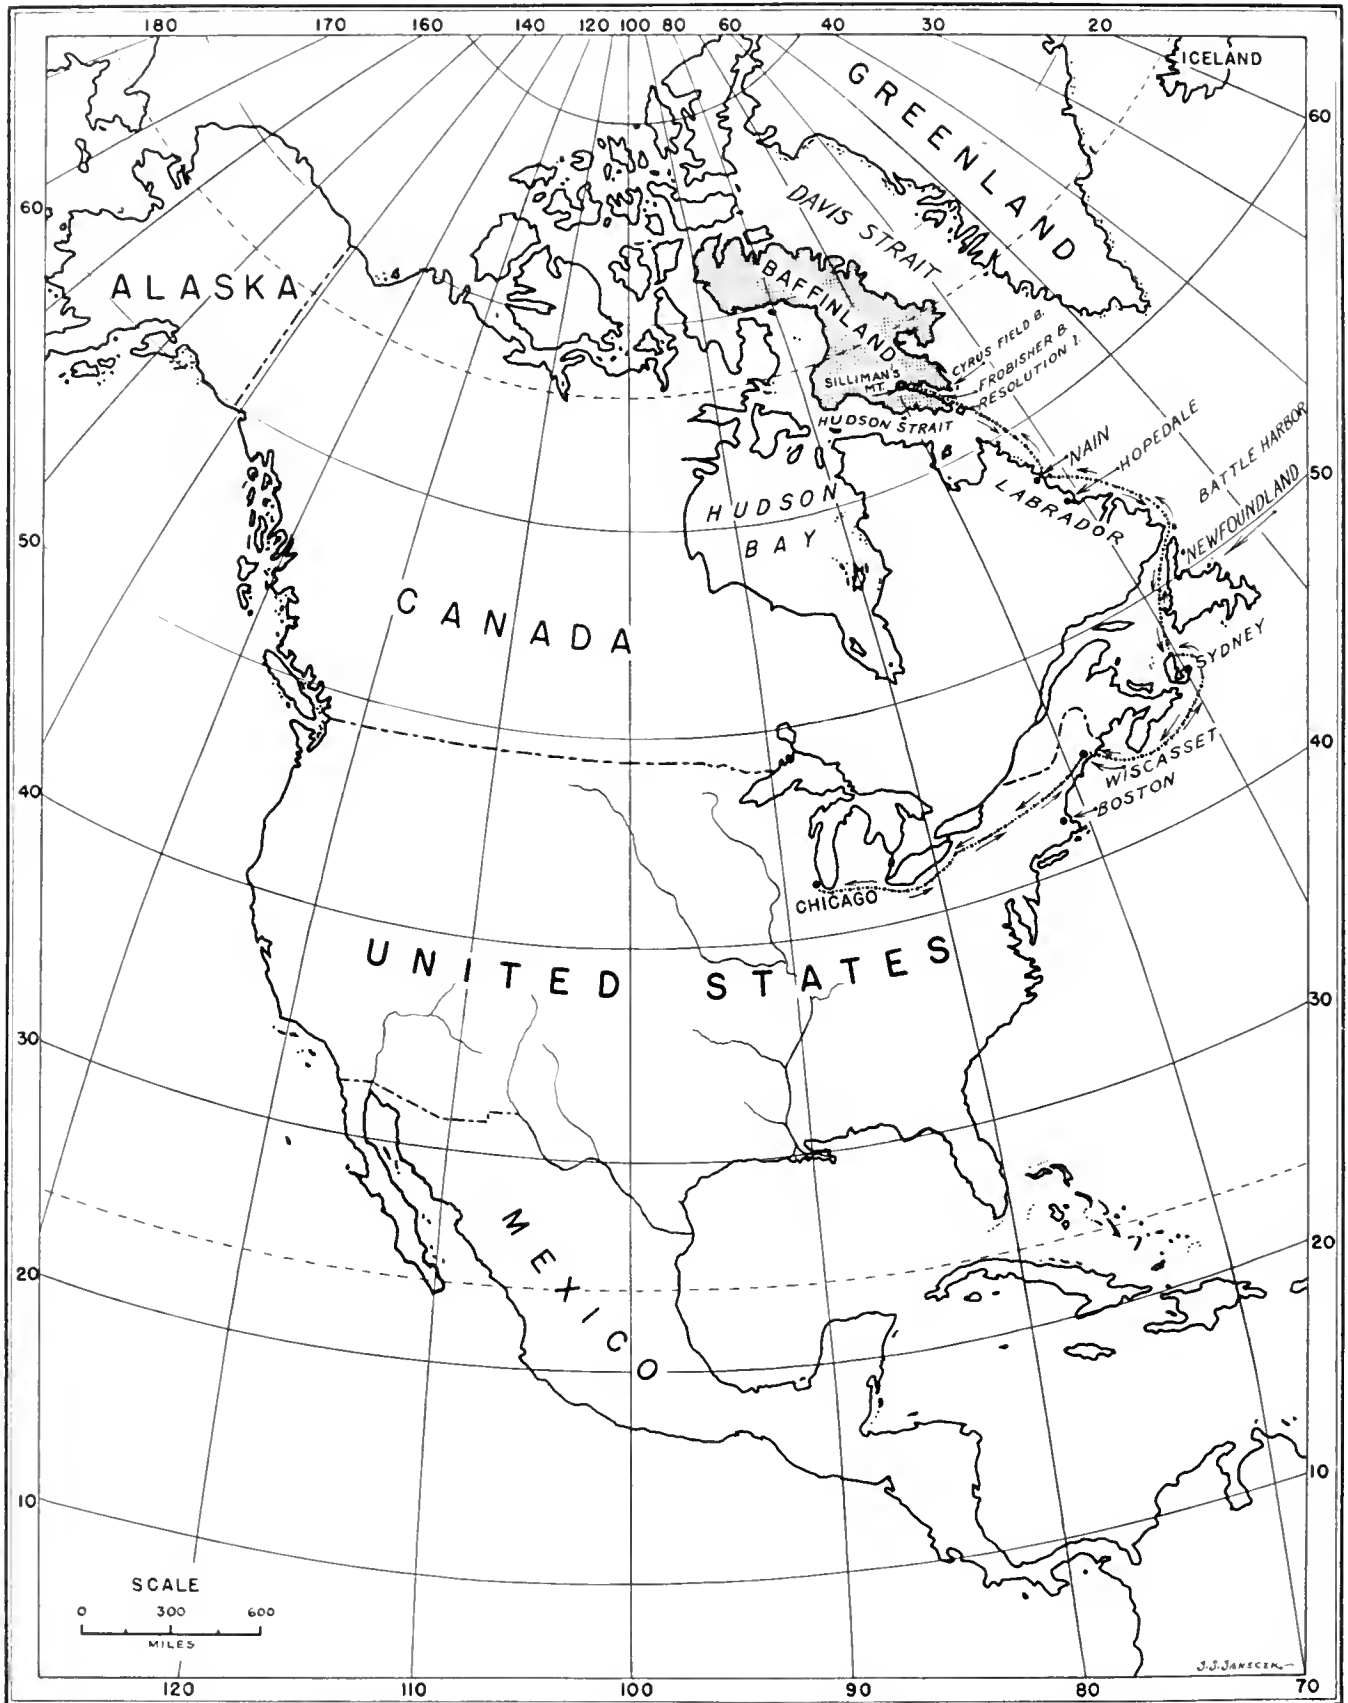 180 170 160 140 120 100 80 60 40 30 20
ICELAND
GREENLAND
60
60
DAVIS STRAIT
ALASKA
BAFFINLAND
CYRUS FIELD B.
FROBISHER B.
RESOLUTION I.
SILLIMAN'S
MT.
HUDSON STRAIT
NAIN
HOPEDALE
BATTLE HARBOR
50
LABRADOR
NEWFOUNDLAND
HUDSON
BAY
50
CANADA
SYDNEY
40
WISCASSET
BOSTON
40
CHICAGO
UNITED STATES
30
30
MEXICO
20
20
10
10
SCALE
0 300 600
MILES
J.J. JANSCEK
120 110 100 90 80 70